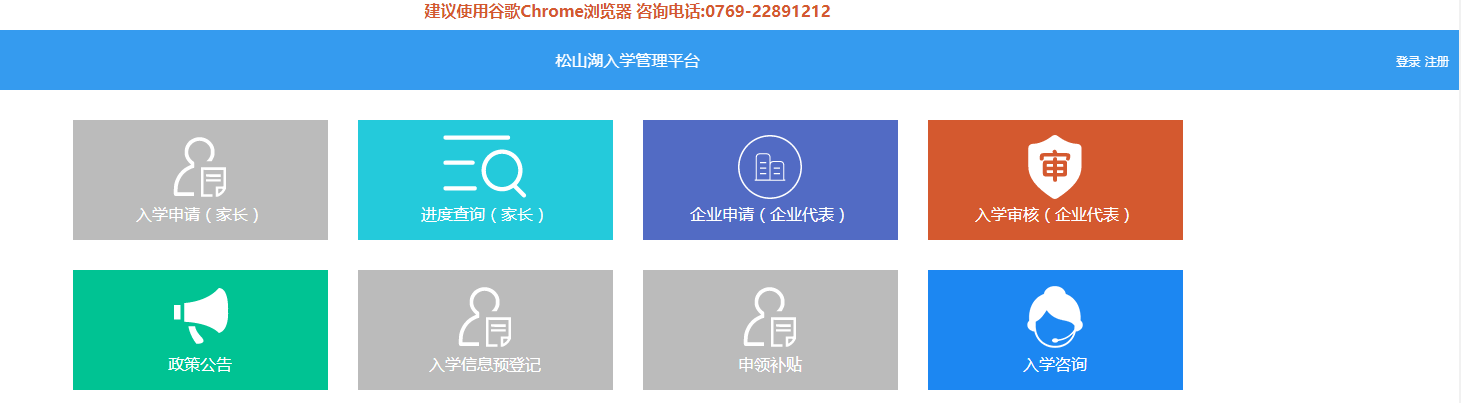 建议使用谷歌Chrome浏览器 咨询电话:0769-22891212
松山湖入学管理平台
登录 注册
入学申请（家长）
进度查询（家长）
企业申请（企业代表）
审
入学审核（企业代表）
政策公告
入学信息预登记
申领补贴
入学咨询